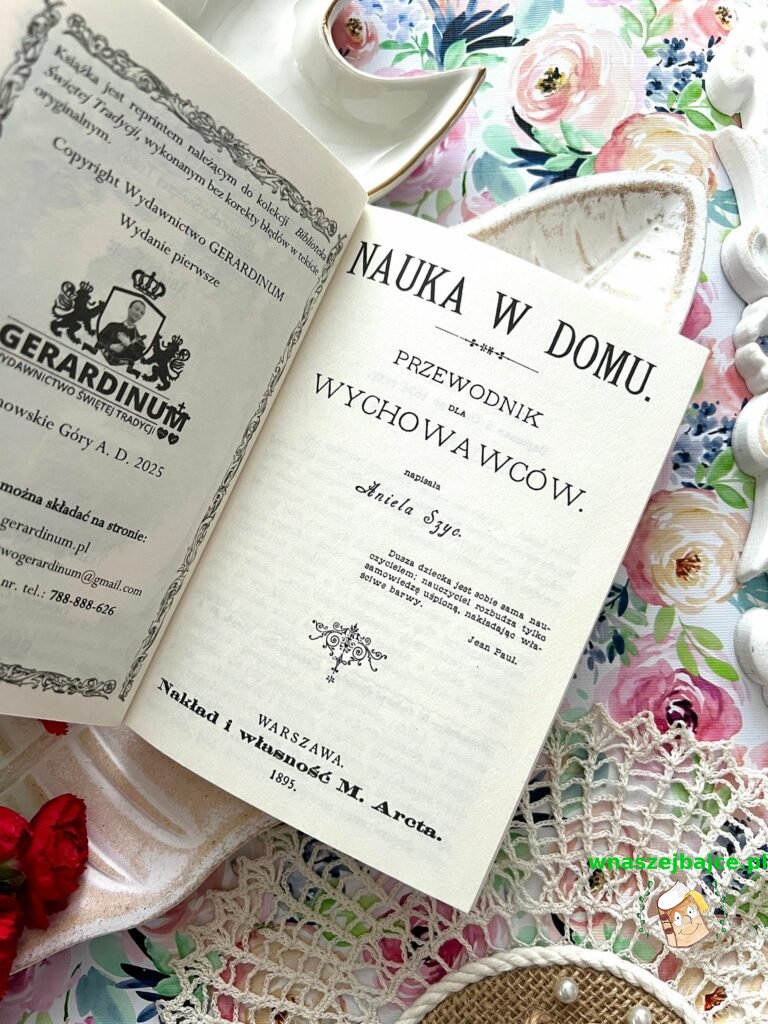 Książka jest reprintem należącym do kolekcji Biblioteka
Świętej Tradycji, wykonanym bez korekty błędów w tekście
oryginalnym.
Copyright Wydawnictwo GERARDINUM
Wydanie pierwsze
GERARDINUM
WYDAWNICTWO ŚWIĘTEJ TRADYCJI
Góry A. D. 2025
można składać na stronie:
gerardinum.pl
@gmail.com
nr. tel.: 788-888-626
NAUKA W DOMU.
PRZEWODNIK
DLA
WYCHOWAWCÓW.
napisała
Aniela Szyc.
Dusza dziecka jest sobie sama nau-
czycielem; nauczyciel rozbudza tylko
samowiedzę uśpioną, nakładając wła-
ściwe barwy.
Jean Paul.
WARSZAWA.
Nakład i własność M. Arcta.
1895.
wnaszejbajce.pl